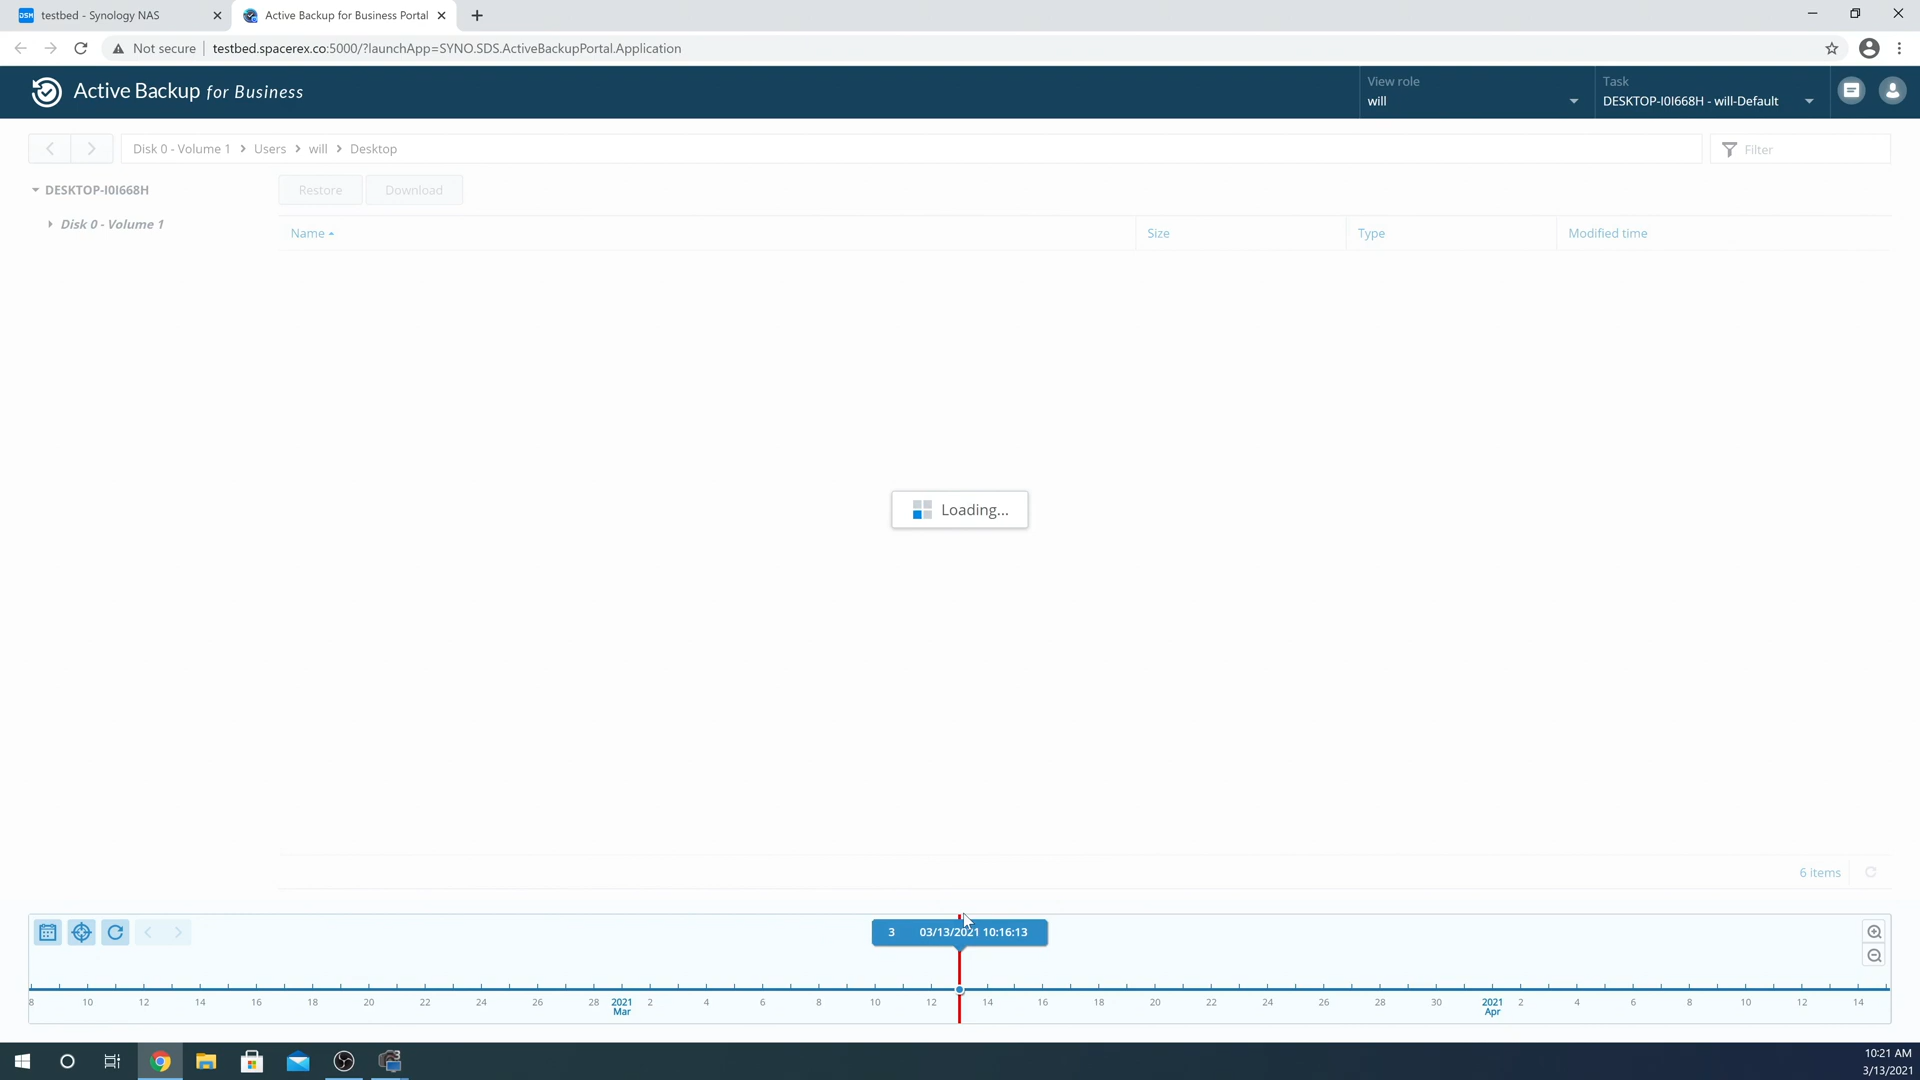 testbed - Synology NAS
Active Backup for Business Portal
Not secure
testbed.spacerex.co:5000/?launchApp=SYNO.SDS.ActiveBackupPortal.Application
Active Backup for Business
View role
will
Task
DESKTOP-I0I668H - will-Default
Disk 0 - Volume 1 > Users > will > Desktop
Filter
DESKTOP-I0I668H
Disk 0 - Volume 1
Restore
Download
Name
Size
Type
Modified time
Loading...
6 items
3 03/13/2021 10:16:13
8 10 12 14 16 18 20 22 24 26 28 2021 2 4 6 8 10 12 14 16 18 20 22 24 26 28 30 2021 2 4 6 8 10 12 14
Mar Apr
10:21 AM
3/13/2021